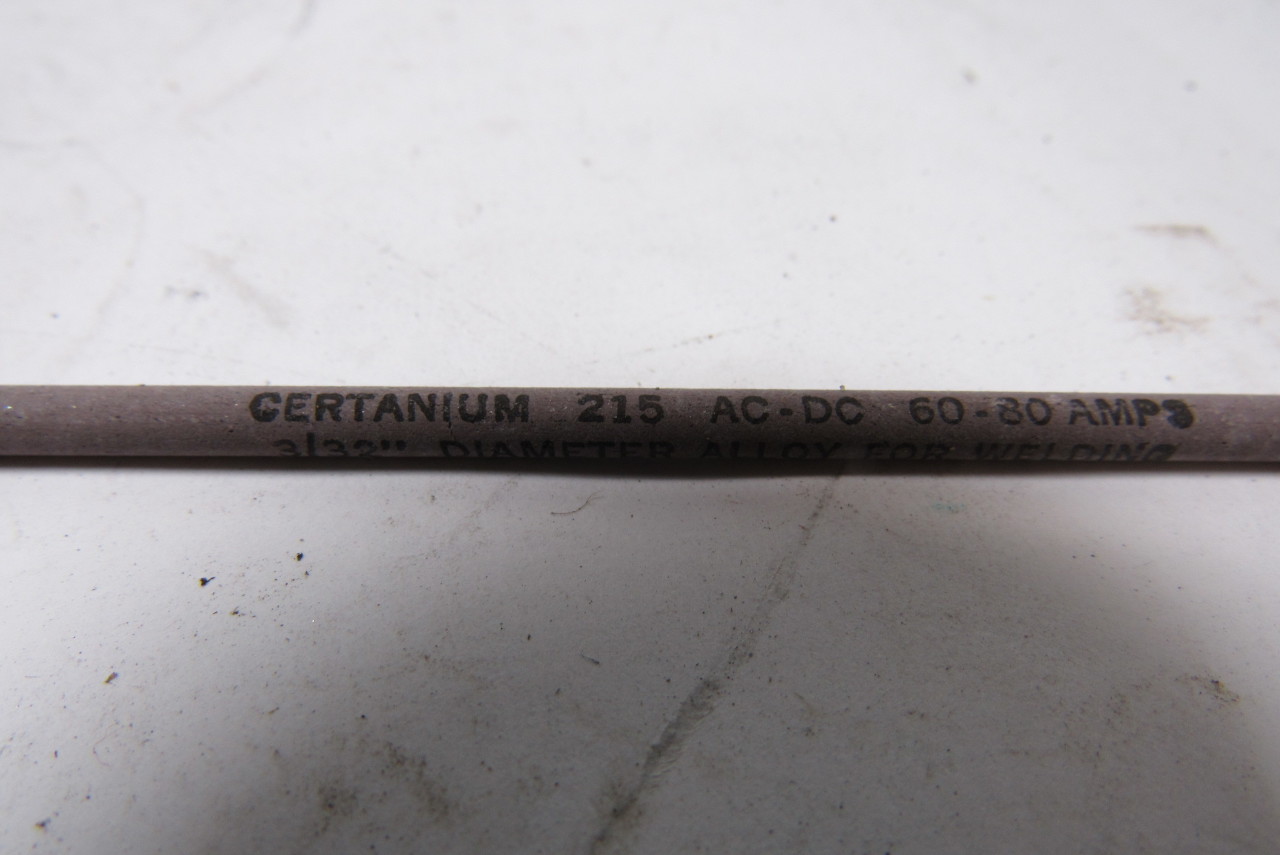 CERTANIUM 215 AC-DC 60-80 AMPS
3/32" DIAMETER ALLOY FOR WELDING